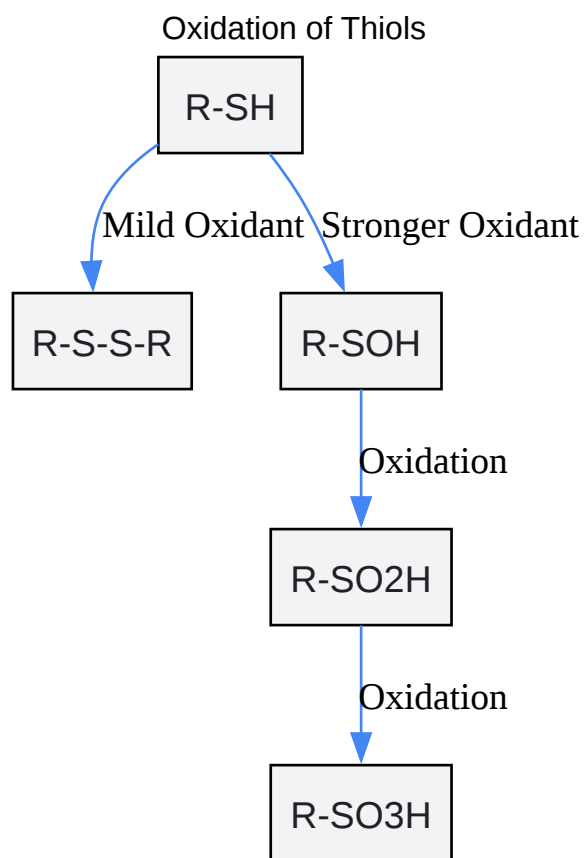 Oxidation of Thiols
R-SH
Mild Oxidant
Stronger Oxidant
R-S-S-R
R-SOH
Oxidation
R-SO2H
Oxidation
R-SO3H